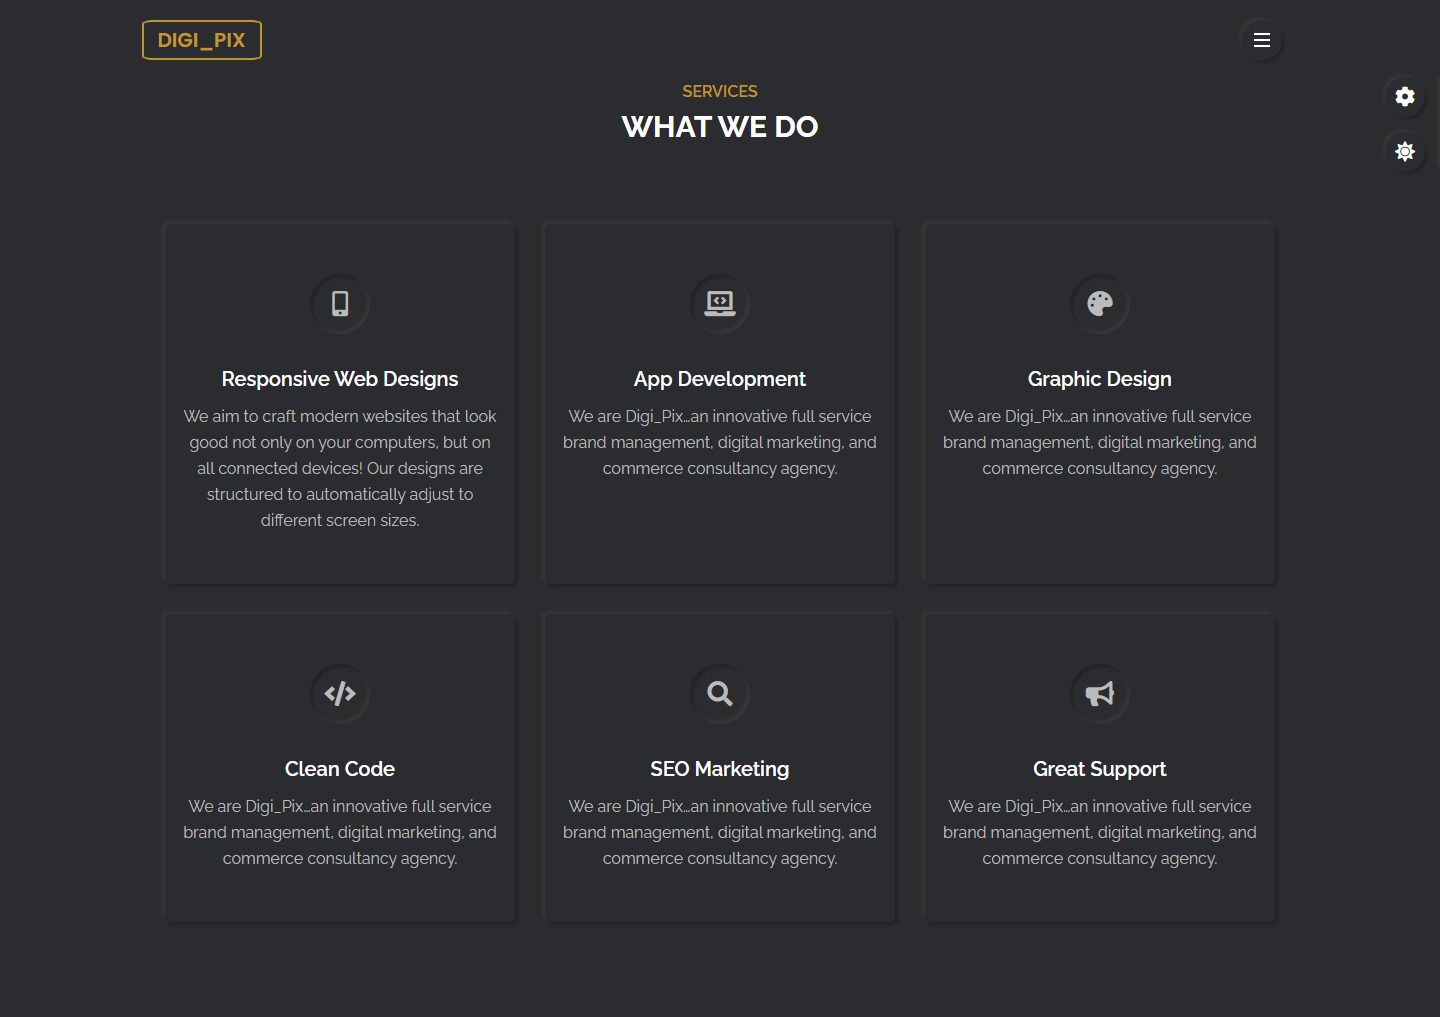 DIGI_PIX
SERVICES
WHAT WE DO
Responsive Web Designs
We aim to craft modern websites that look
good not only on your computers, but on
all connected devices! Our designs are
structured to automatically adjust to
different screen sizes.
App Development
We are Digi_Pix...an innovative full service
brand management, digital marketing, and
commerce consultancy agency.
Graphic Design
We are Digi_Pix...an innovative full service
brand management, digital marketing, and
commerce consultancy agency.
Clean Code
We are Digi_Pix...an innovative full service
brand management, digital marketing, and
commerce consultancy agency.
SEO Marketing
We are Digi_Pix...an innovative full service
brand management, digital marketing, and
commerce consultancy agency.
Great Support
We are Digi_Pix...an innovative full service
brand management, digital marketing, and
commerce consultancy agency.